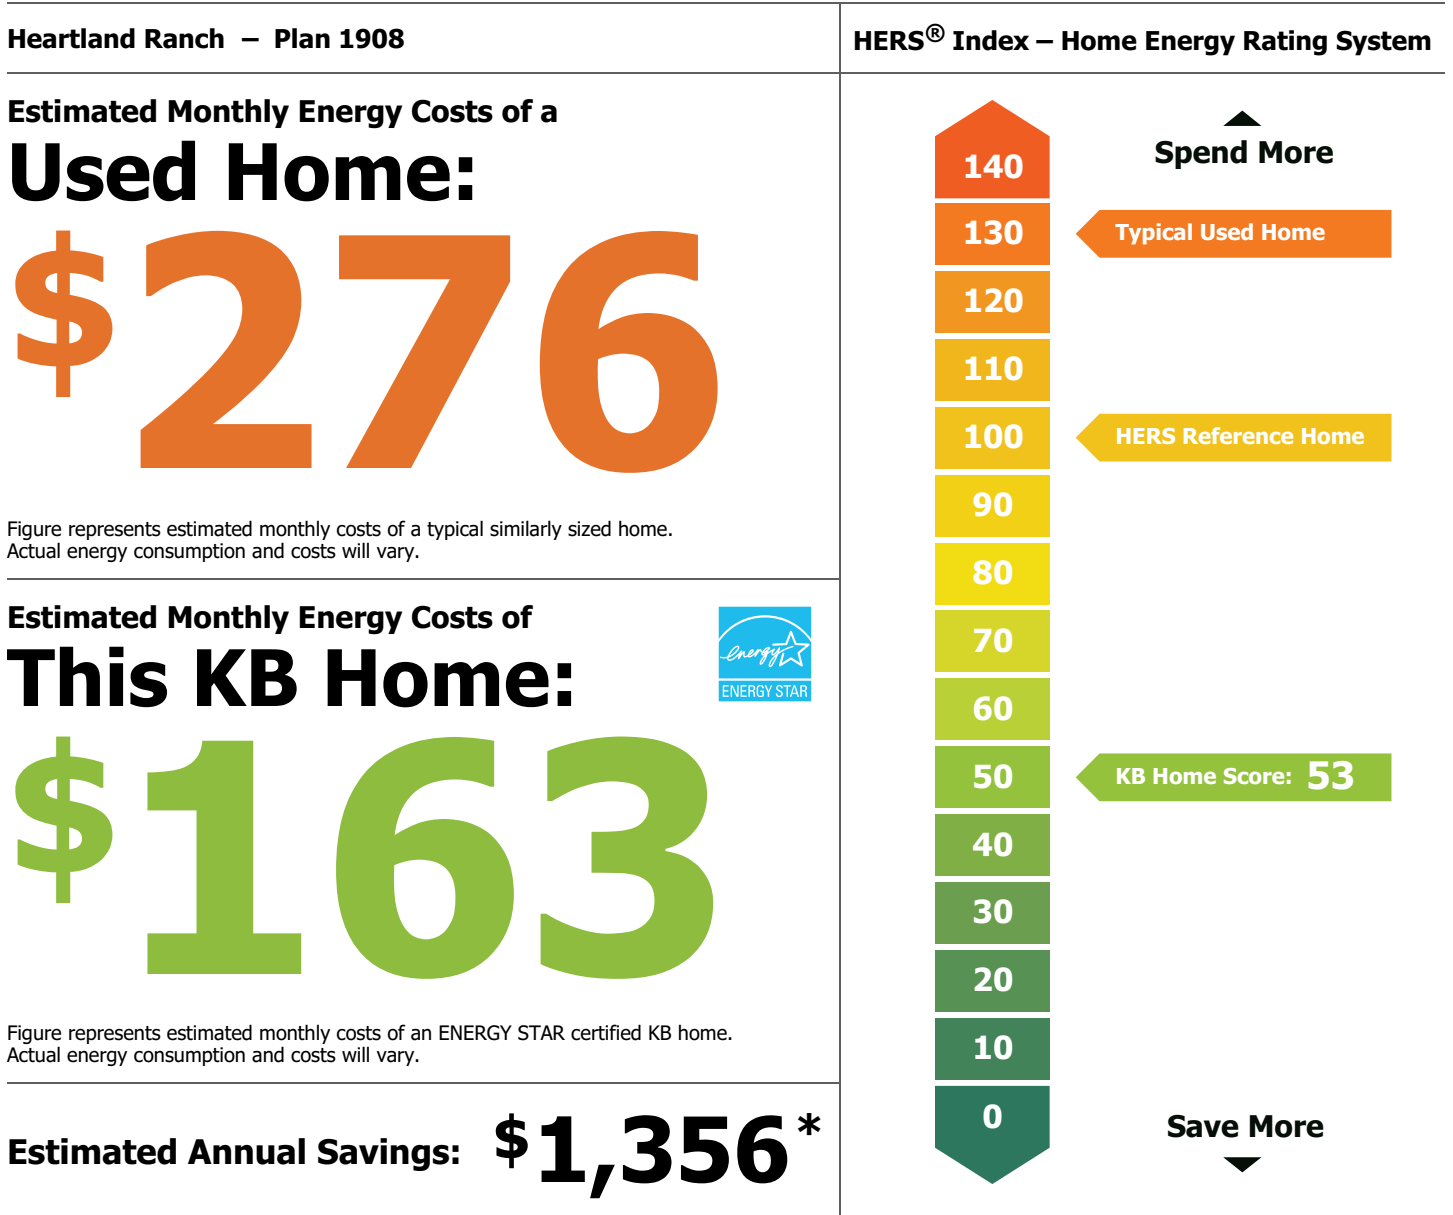 Heartland Ranch – Plan 1908
Estimated Monthly Energy Costs of a
Used Home:
$276
Figure represents estimated monthly costs of a typical similarly sized home.
Actual energy consumption and costs will vary.
Estimated Monthly Energy Costs of
This KB Home:
energy
ENERGY STAR
$163
Figure represents estimated monthly costs of an ENERGY STAR certified KB home.
Actual energy consumption and costs will vary.
Estimated Annual Savings: $1,356*
HERS® Index – Home Energy Rating System
Spend More
140
130 Typical Used Home
120
110
100 HERS Reference Home
90
80
70
60
50 KB Home Score: 53
40
30
20
10
0
Save More